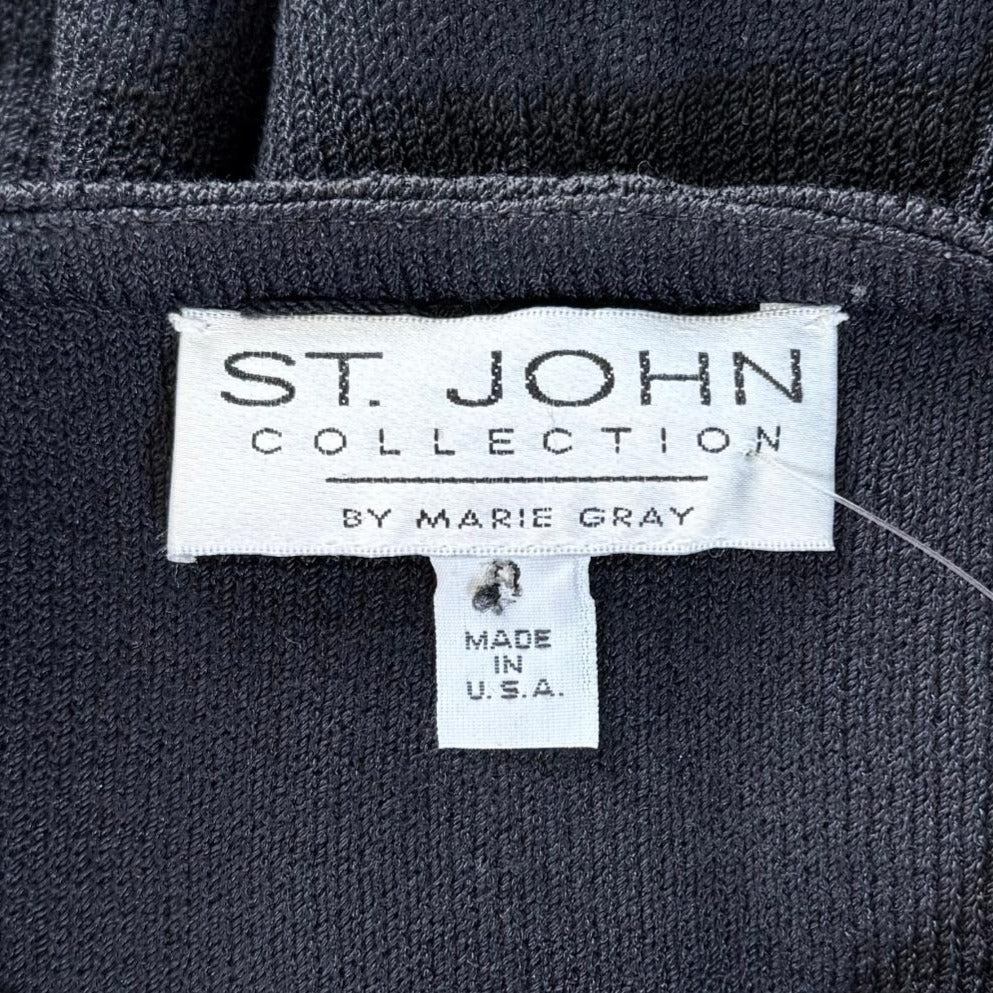 ST. JOHN
COLLECTION
BY MARIE GRAY
MADE
IN
U.S.A.